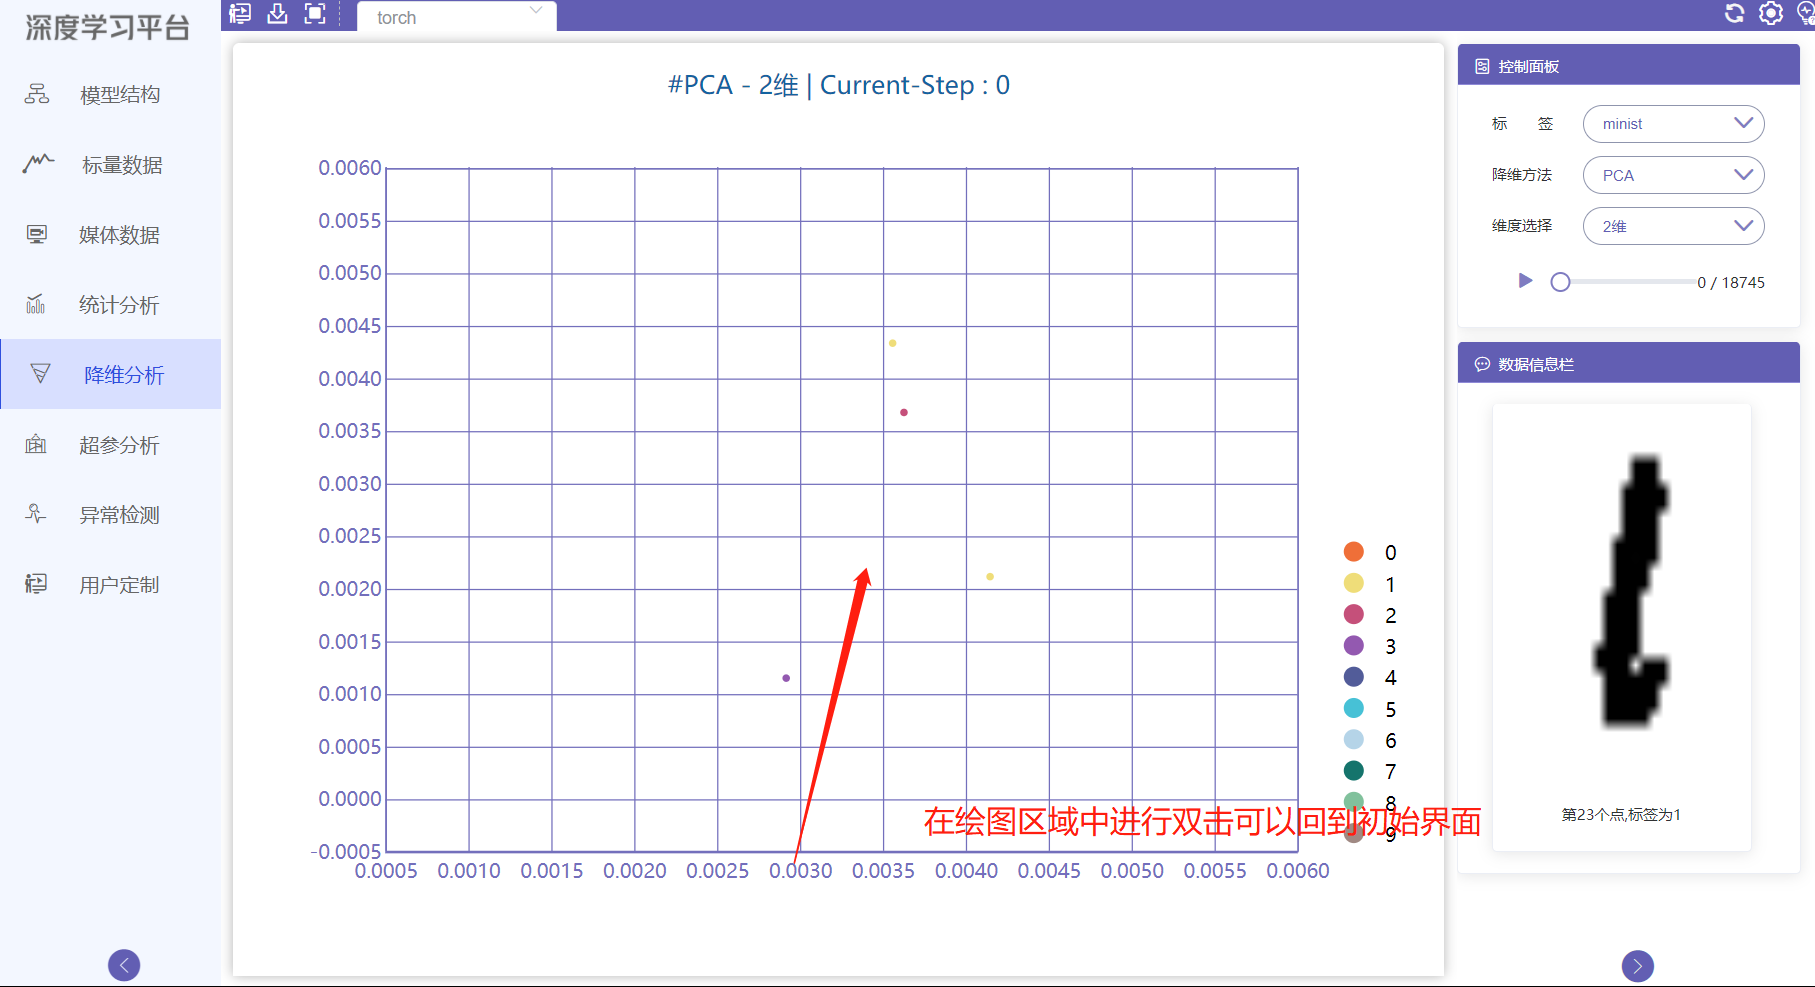 深度学习平台
torch
模型结构
标量数据
媒体数据
统计分析
降维分析
超参分析
异常检测
用户定制
#PCA - 2维 | Current-Step : 0
0.0060
0.0055
0.0050
0.0045
0.0040
0.0035
0.0030
0.0025
0.0020
0.0015
0.0010
0.0005
0.0000
-0.0005
0.0005 0.0010 0.0015 0.0020 0.0025 0.0030 0.0035 0.0040 0.0045 0.0050 0.0055 0.0060
0
1
2
3
4
5
6
7
8
9
在绘图区域中进行双击可以回到初始界面
控制面板
标 签 minist
降维方法 PCA
维度选择 2维
0 / 18745
数据信息栏
第23个点,标签为1